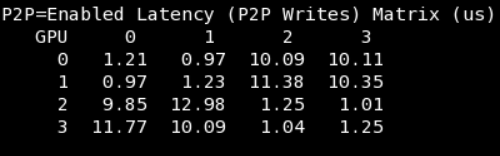 P2P=Enabled Latency (P2P Writes) Matrix (us)
GPU 0 1 2 3
0 1.21 0.97 10.09 10.11
1 0.97 1.23 11.38 10.35
2 9.85 12.98 1.25 1.01
3 11.77 10.09 1.04 1.25